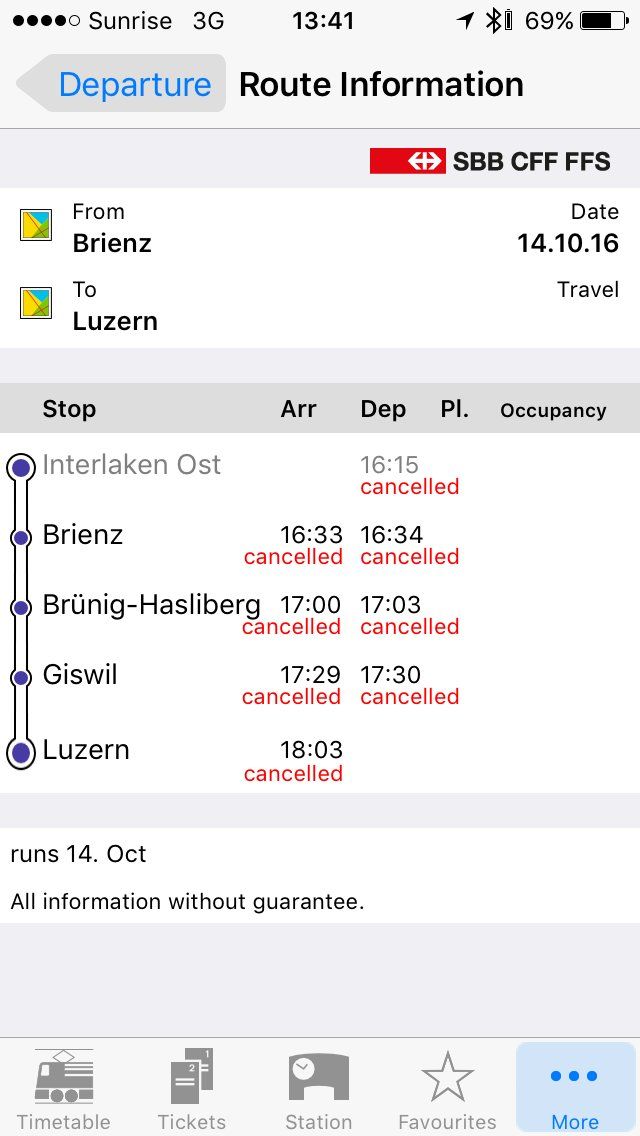 Sunrise 3G 13:41 69%
Departure Route Information
SBB CFF FFS
From Date
Brienz 14.10.16
To Travel
Luzern
Stop Arr Dep Pl. Occupancy
Interlaken Ost 16:15
cancelled
Brienz 16:33 16:34
cancelled cancelled
Brünig-Hasliberg 17:00 17:03
cancelled cancelled
Giswil 17:29 17:30
cancelled cancelled
Luzern 18:03
cancelled
runs 14. Oct
All information without guarantee.
1
2
Timetable Tickets Station Favourites More